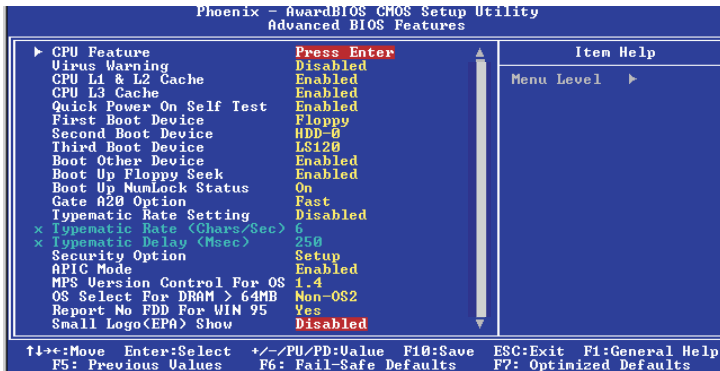 Phoenix - AwardBIOS CMOS Setup Utility
Advanced BIOS Features
CPU Feature Press Enter
Virus Warning Disabled
CPU L1 & L2 Cache Enabled
CPU L3 Cache Enabled
Quick Power On Self Test Enabled
First Boot Device Floppy
Second Boot Device HDD-0
Third Boot Device LS120
Boot Other Device Enabled
Boot Up Floppy Seek Enabled
Boot Up NumLock Status On
Gate A20 Option Fast
Typematic Rate Setting Disabled
x Typematic Rate (Chars/Sec) 6
x Typematic Delay (Msec) 250
Security Option Setup
APIC Mode Enabled
MPS Version Control For OS 1.4
OS Select For DRAM > 64MB Non-OS2
Report No FDD For WIN 95 Yes
Small Logo(EPA) Show Disabled
Item Help
Menu Level
↑↓→←:Move Enter:Select +/-/PU/PD:Value F10:Save ESC:Exit F1:General Help
F5: Previous Values F6: Fail-Safe Defaults F7: Optimized Defaults